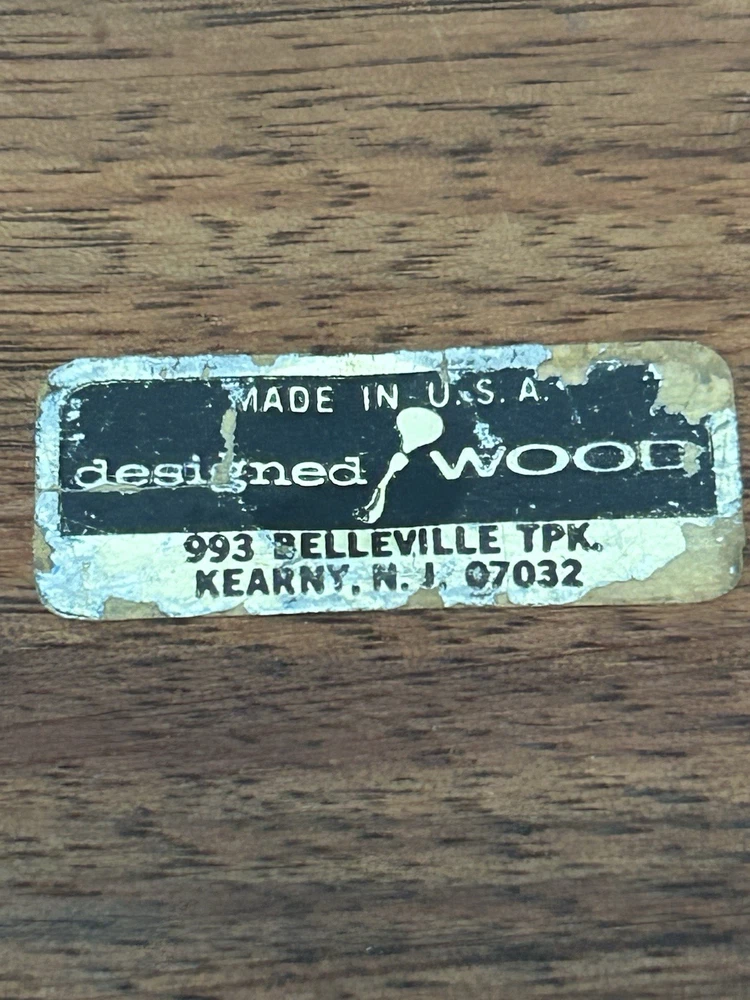 MADE IN U.S.A.
designed WOOD
993 BELLEVILLE TPK.
KEARNY, N.J. 07032